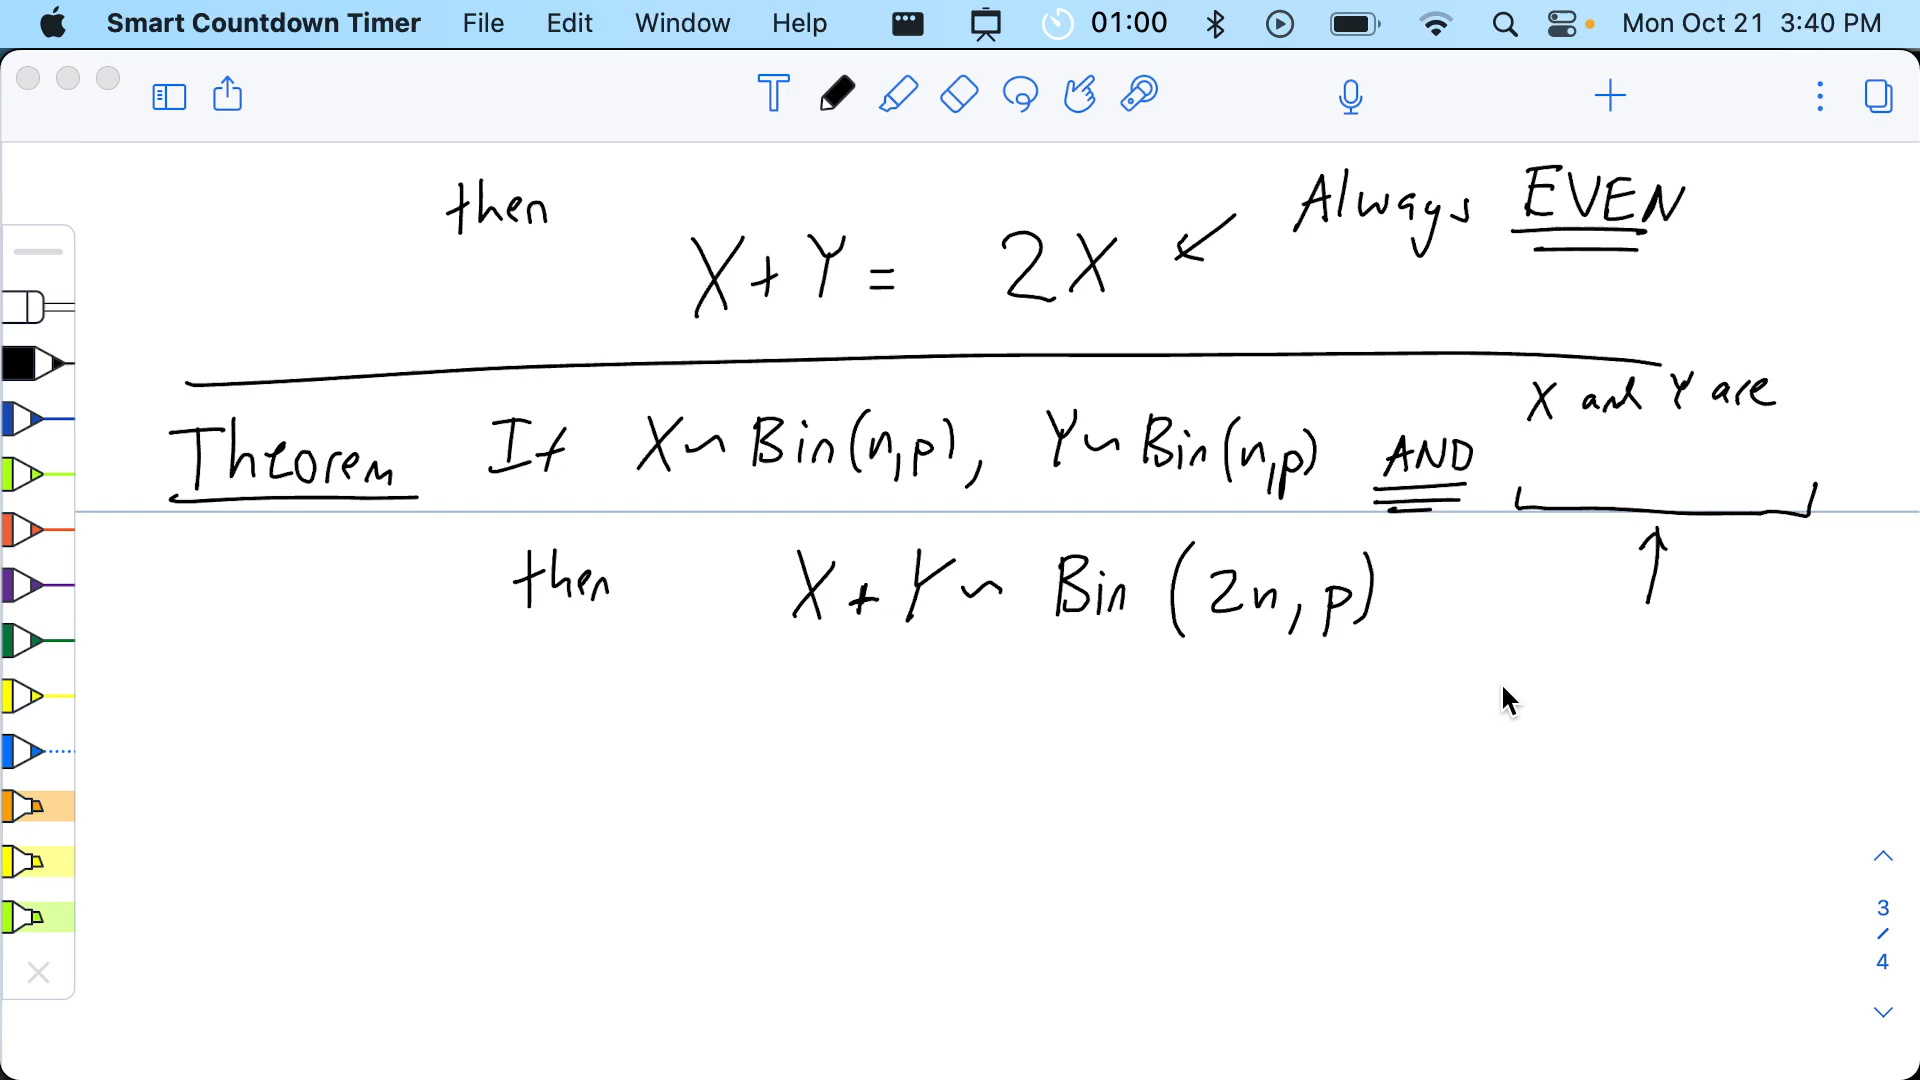 Smart Countdown Timer File Edit Window Help 01:00 Mon Oct 21 3:40 PM
then Always EVEN
X + Y = 2X
X and Y are
Theorem If X ~ Bin(n,p), Y ~ Bin(n,p) AND
then X + Y ~ Bin (2n, p)
3
/
4